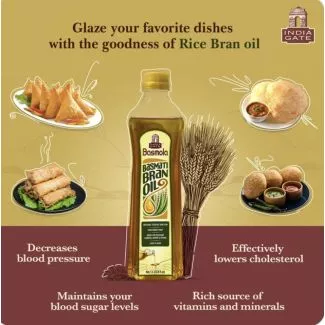 Glaze your favorite dishes
with the goodness of Rice Bran oil
INDIA
GATE
Bosmola
BASMATI
BRAN
OIL
Decreases
blood pressure
Effectively
lowers cholesterol
Maintains your
blood sugar levels
Rich source of
vitamins and minerals